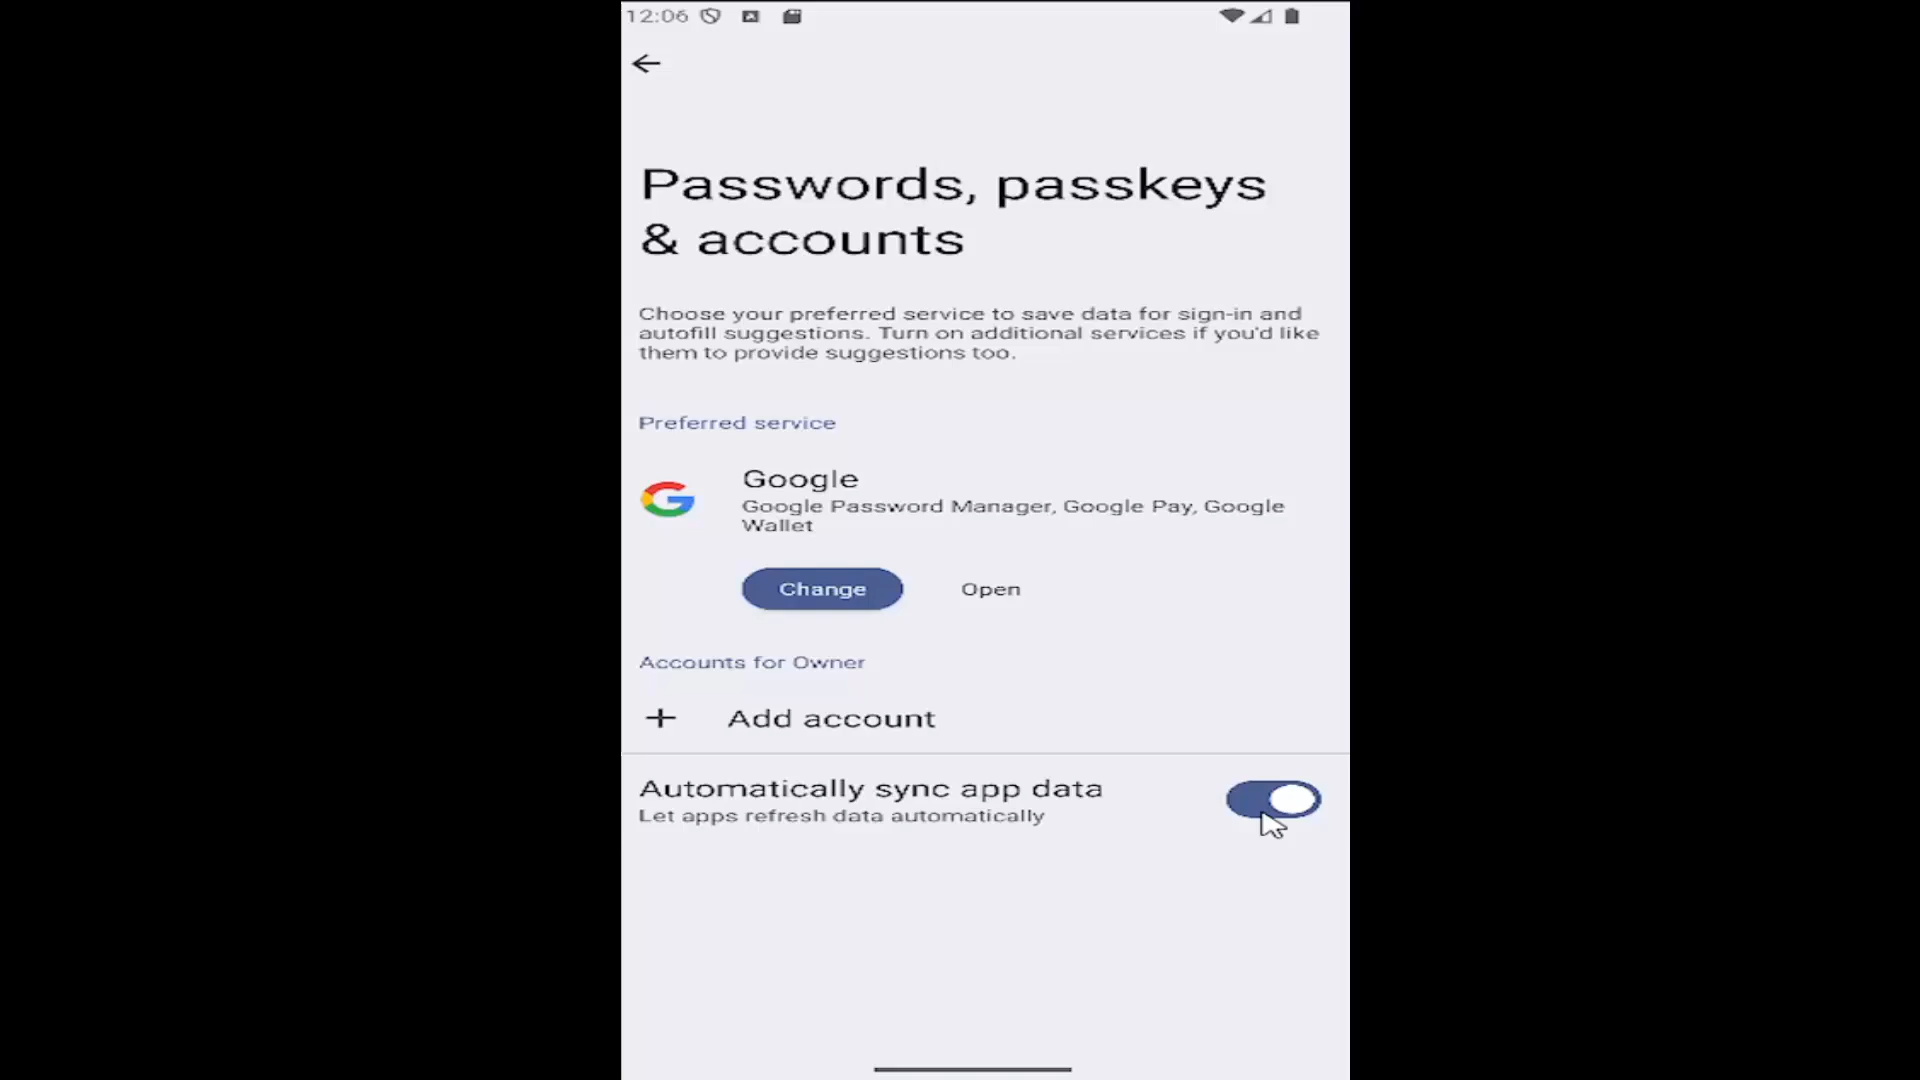 12:06
Passwords, passkeys
& accounts
Choose your preferred service to save data for sign-in and
autofill suggestions. Turn on additional services if you'd like
them to provide suggestions too.
Preferred service
Google
Google Password Manager, Google Pay, Google
Wallet
Change Open
Accounts for Owner
Add account
Automatically sync app data
Let apps refresh data automatically